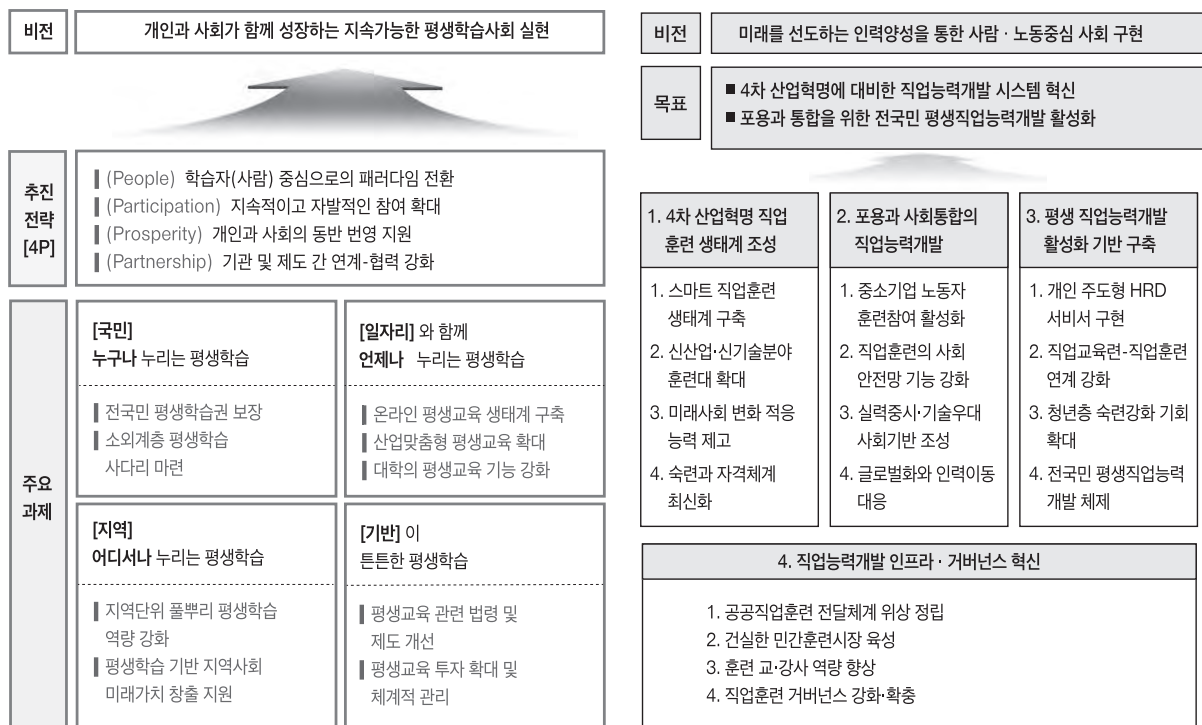 비전
개인과 사회가 함께 성장하는 지속가능한 평생학습사회 실현
추진
전략
[4P]
▌(People) 학습자(사람) 중심으로의 패러다임 전환
▌(Participation) 지속적이고 자발적인 참여 확대
▌(Prosperity) 개인과 사회의 동반 번영 지원
▌(Partnership) 기관 및 제도 간 연계-협력 강화
주요
과제
[국민]
누구나 누리는 평생학습
▌전국민 평생학습권 보장
▌소외계층 평생학습
사다리 마련
[일자리] 와 함께
언제나 누리는 평생학습
▌온라인 평생교육 생태계 구축
▌산업맞춤형 평생교육 확대
▌대학의 평생교육 기능 강화
[지역]
어디서나 누리는 평생학습
▌지역단위 풀뿌리 평생학습
역량 강화
▌평생학습 기반 지역사회
미래가치 창출 지원
[기반] 이
튼튼한 평생학습
▌평생교육 관련 법령 및
제도 개선
▌평생교육 투자 확대 및
체계적 관리
비전
미래를 선도하는 인력양성을 통한 사람 · 노동중심 사회 구현
목표
■ 4차 산업혁명에 대비한 직업능력개발 시스템 혁신
■ 포용과 통합을 위한 전국민 평생직업능력개발 활성화
1. 4차 산업혁명 직업
훈련 생태계 조성
1. 스마트 직업훈련
생태계 구축
2. 신산업·신기술분야
훈련대 확대
3. 미래사회 변화 적응
능력 제고
4. 숙련과 자격체계
최신화
2. 포용과 사회통합의
직업능력개발
1. 중소기업 노동자
훈련참여 활성화
2. 직업훈련의 사회
안전망 기능 강화
3. 실력중시·기술우대
사회기반 조성
4. 글로벌화와 인력이동
대응
3. 평생 직업능력개발
활성화 기반 구축
1. 개인 주도형 HRD
서비서 구현
2. 직업교육련-직업훈련
연계 강화
3. 청년층 숙련강화 기회
확대
4. 전국민 평생직업능력
개발 체제
4. 직업능력개발 인프라 · 거버넌스 혁신
1. 공공직업훈련 전달체계 위상 정립
2. 건실한 민간훈련시장 육성
3. 훈련 교·강사 역량 향상
4. 직업훈련 거버넌스 강화·확충